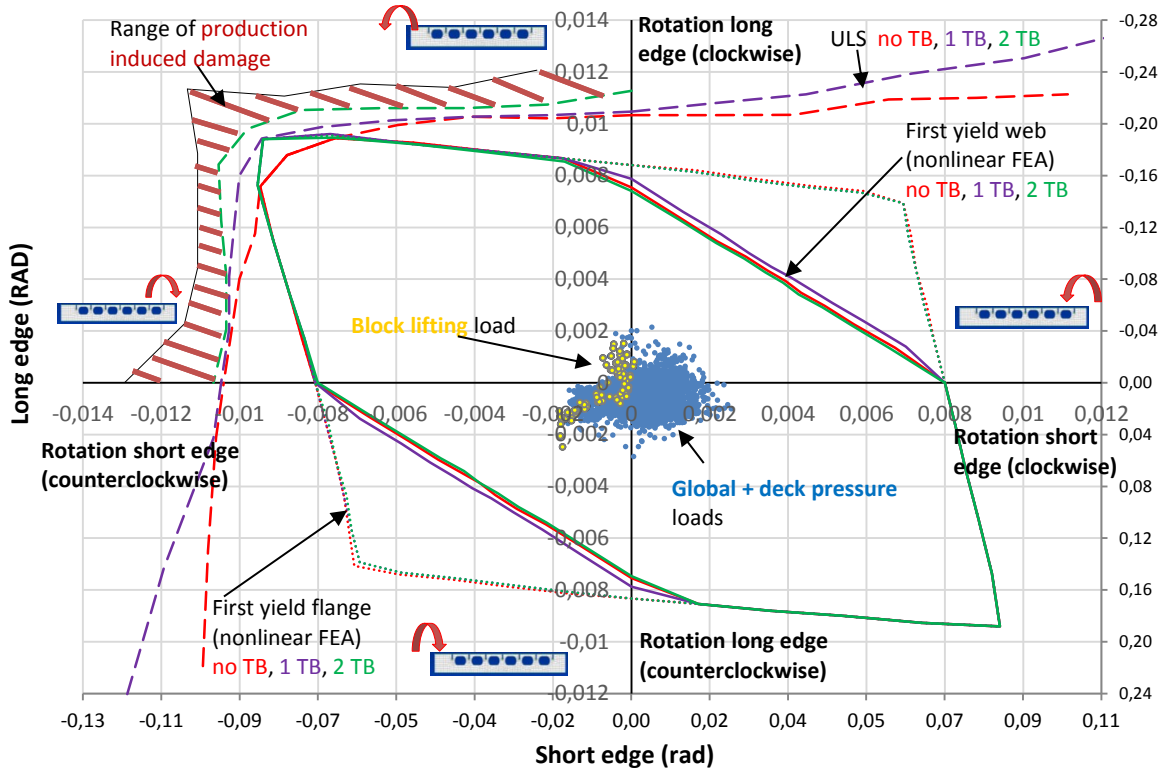 Range of production
induced damage
Rotation long
edge (clockwise)
ULS no TB, 1 TB, 2 TB
First yield web
(nonlinear FEA)
no TB, 1 TB, 2 TB
Block lifting load
Rotation short edge
(counterclockwise)
Rotation short
edge (clockwise)
Global + deck pressure
loads
First yield flange
(nonlinear FEA)
no TB, 1 TB, 2 TB
Rotation long edge
(counterclockwise)
Long edge (RAD)
0,014
0,012
0,01
0,008
0,006
0,004
0,002
0
-0,002
-0,004
-0,006
-0,008
-0,01
-0,012
-0,014 -0,012 -0,01 -0,008 -0,006 -0,004 -0,002 0 0,002 0,004 0,006 0,008 0,01 0,012
-0,28
-0,24
-0,20
-0,16
-0,12
-0,08
-0,04
0,00
0,04
0,08
0,12
0,16
0,20
0,24
-0,13 -0,11 -0,09 -0,07 -0,05 -0,04 -0,02 0,00 0,02 0,04 0,05 0,07 0,09 0,11
Short edge (rad)